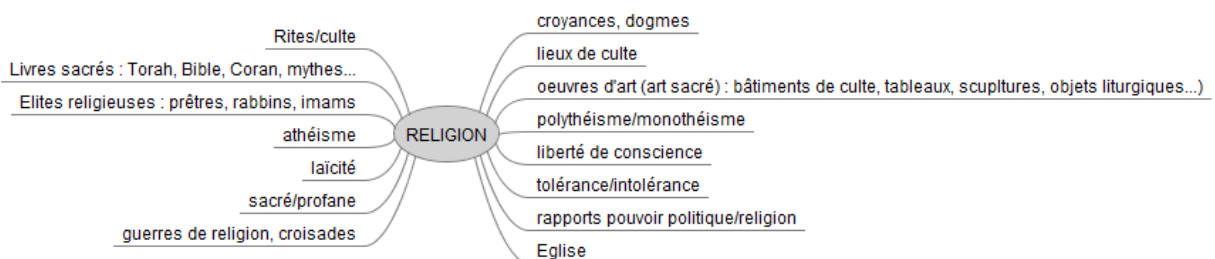 Rites/culte
Livres sacrés : Torah, Bible, Coran, mythes...
Elites religieuses : prêtres, rabbins, imams
athéisme
laïcité
sacré/profane
guerres de religion, croisades
RELIGION
croyances, dogmes
lieux de culte
oeuvres d'art (art sacré) : bâtiments de culte, tableaux, scupltures, objets liturgiques...)
polythéisme/monothéisme
liberté de conscience
tolérance/intolérance
rapports pouvoir politique/religion
Eglise